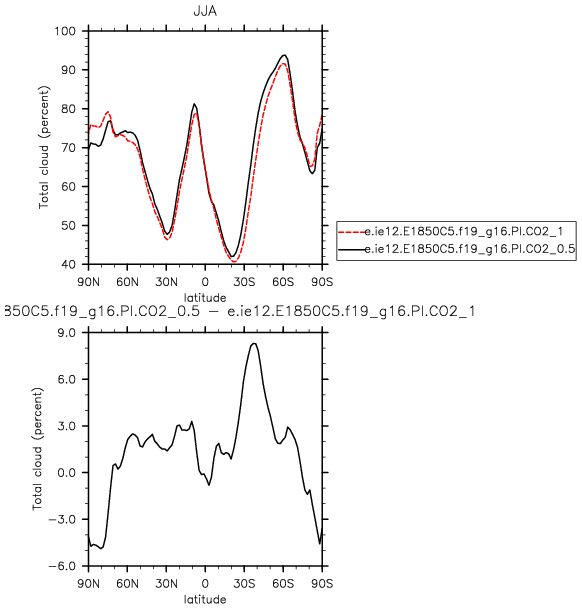 JJA
100
90
80
70
60
50
40
Total cloud (percent)
90N 60N 30N 0 30S 60S 90S
latitude
e.ie12.E1850C5.f19_g16.PI.CO2_1
e.ie12.E1850C5.f19_g16.PI.CO2_0.5
850C5.f19_g16.PI.CO2_0.5 − e.ie12.E1850C5.f19_g16.PI.CO2_1
9.0
6.0
3.0
0.0
−3.0
−6.0
Total cloud (percent)
90N 60N 30N 0 30S 60S 90S
latitude